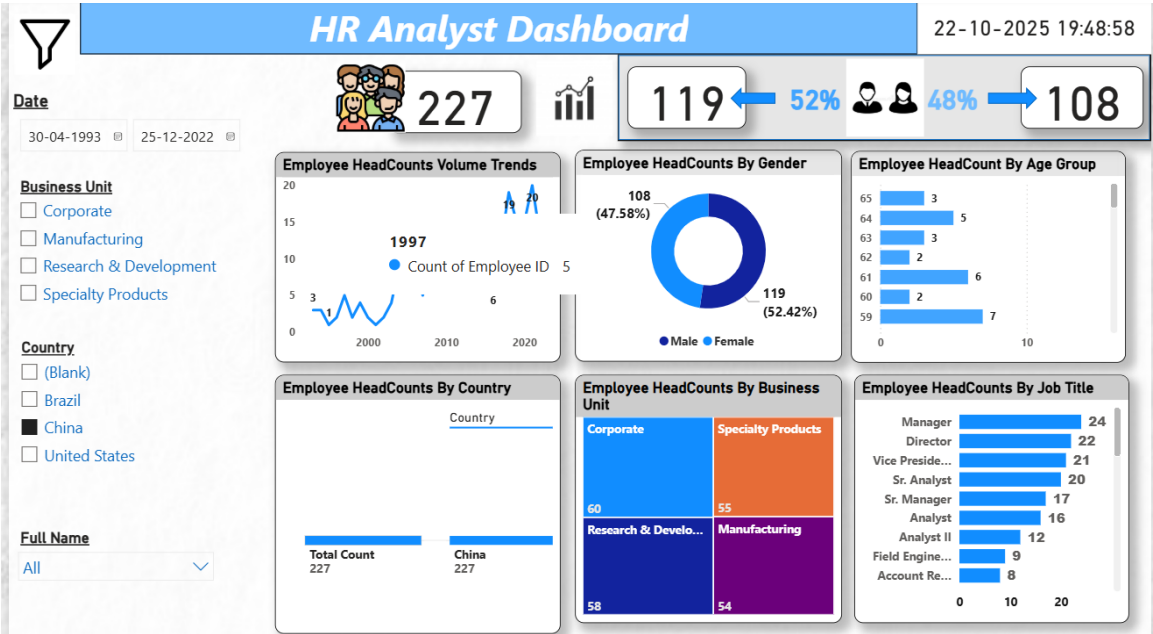 HR Analyst Dashboard
22-10-2025 19:48:58
227
119
52%
48%
108
Date
30-04-1993
25-12-2022
Business Unit
Corporate
Manufacturing
Research & Development
Specialty Products
Country
(Blank)
Brazil
China
United States
Full Name
All
Employee HeadCounts Volume Trends
20
15
10
5
0
3
1
19
20
6
2000
2010
2020
1997
Count of Employee ID 5
Employee HeadCounts By Gender
108
(47.58%)
119
(52.42%)
Male
Female
Employee HeadCount By Age Group
65 3
64 5
63 3
62 2
61 6
60 2
59 7
0 10
Employee HeadCounts By Country
Country
Total Count
227
China
227
Employee HeadCounts By Business
Unit
Corporate
60
Specialty Products
55
Research & Develo...
58
Manufacturing
54
Employee HeadCounts By Job Title
Manager 24
Director 22
Vice Preside... 21
Sr. Analyst 20
Sr. Manager 17
Analyst 16
Analyst II 12
Field Engine... 9
Account Re... 8
0 10 20